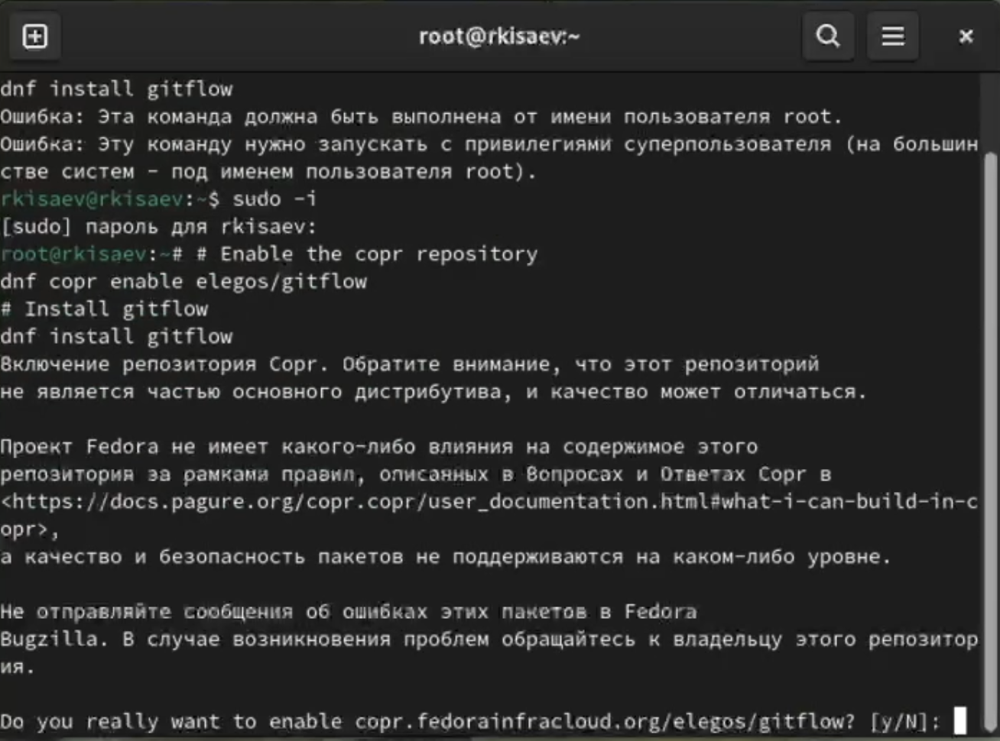 root@rkisaev:~
dnf install gitflow
Ошибка: Эта команда должна быть выполнена от имени пользователя root.
Ошибка: Эту команду нужно запускать с привилегиями суперпользователя (на большин
стве систем - под именем пользователя root).
rkisaev@rkisaev:~$ sudo -i
[sudo] пароль для rkisaev:
root@rkisaev:~# # Enable the copr repository
dnf copr enable elegos/gitflow
# Install gitflow
dnf install gitflow
Включение репозитория Copr. Обратите внимание, что этот репозиторий
не является частью основного дистрибутива, и качество может отличаться.
Проект Fedora не имеет какого-либо влияния на содержимое этого
репозитория за рамками правил, описанных в Вопросах и Ответах Copr в
<https://docs.pagure.org/copr.copr/user_documentation.html#what-i-can-build-in-c
opr>,
а качество и безопасность пакетов не поддерживаются на каком-либо уровне.
Не отправляйте сообщения об ошибках этих пакетов в Fedora
Bugzilla. В случае возникновения проблем обращайтесь к владельцу этого репозитор
ия.
Do you really want to enable copr.fedorainfracloud.org/elegos/gitflow? [y/N]: